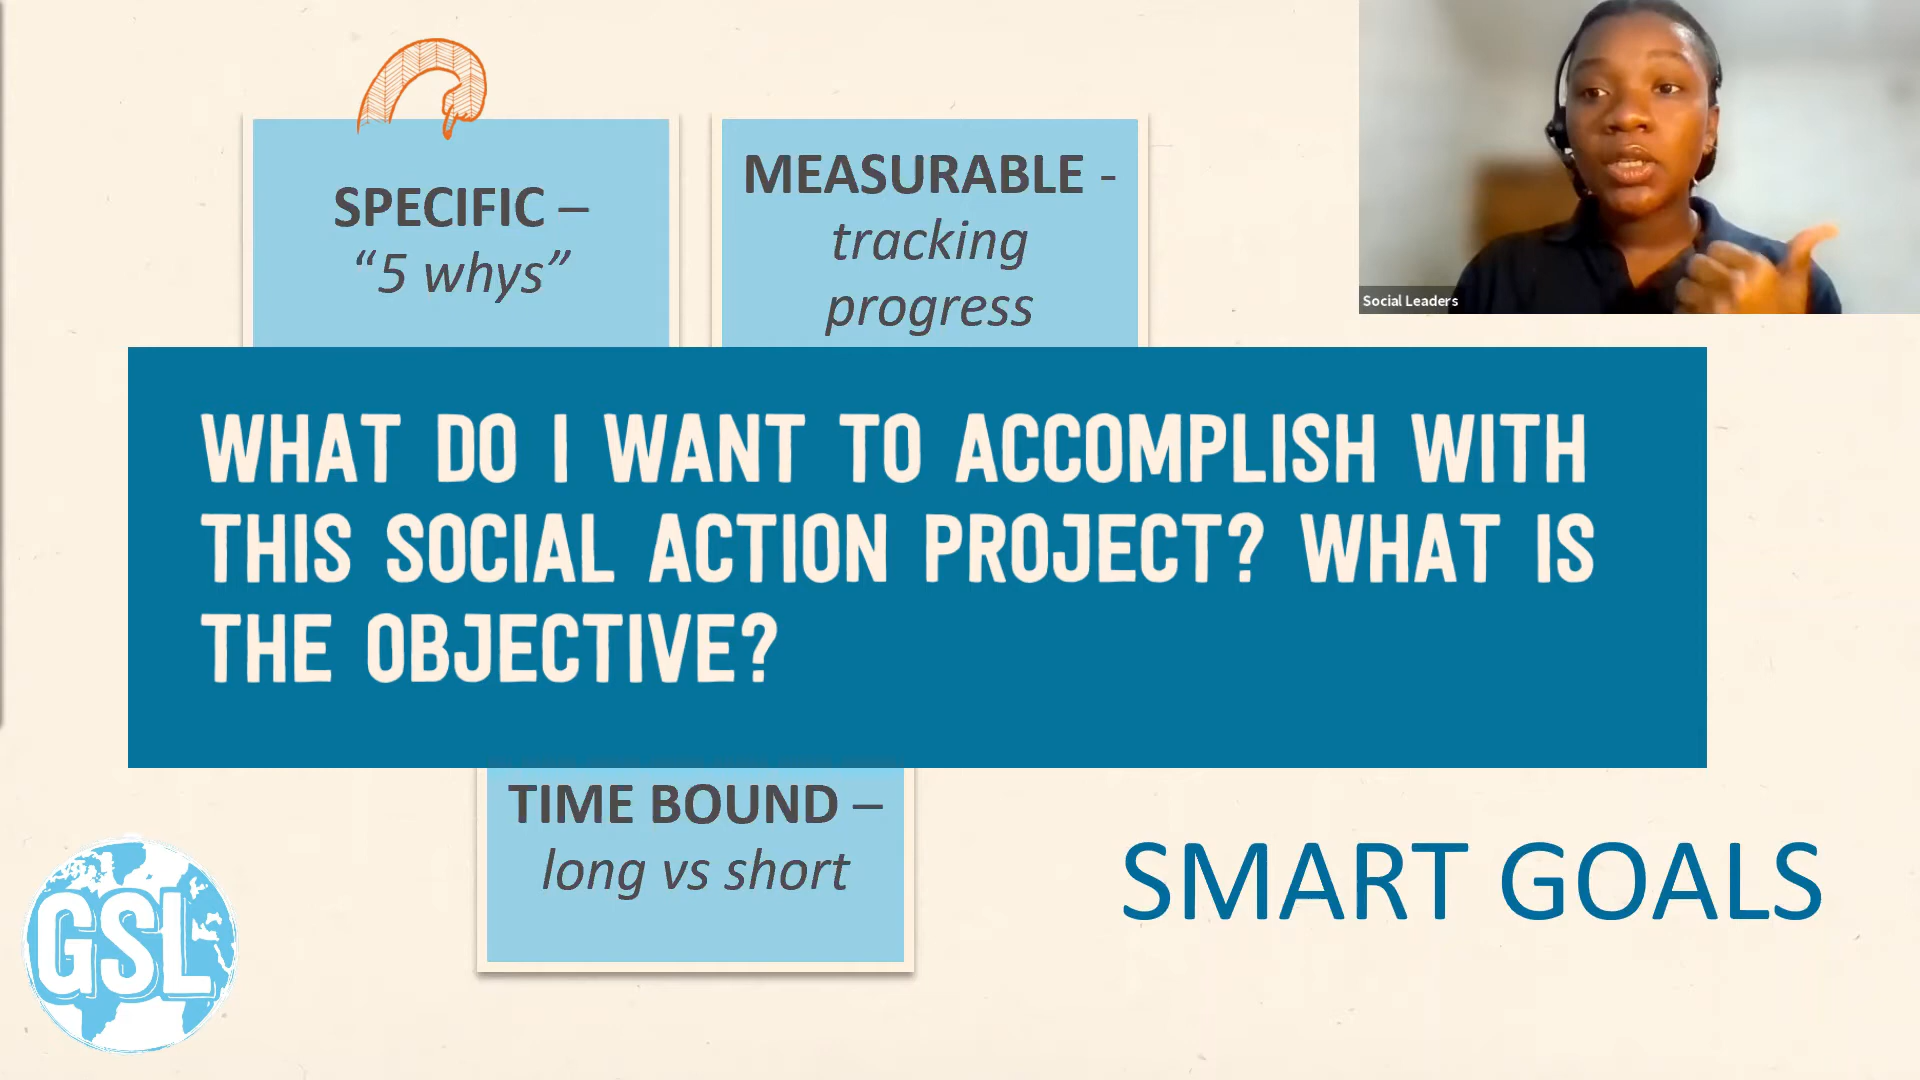 SPECIFIC –
“5 whys”
MEASURABLE -
tracking
progress
Social Leaders
WHAT DO I WANT TO ACCOMPLISH WITH
THIS SOCIAL ACTION PROJECT? WHAT IS
THE OBJECTIVE?
TIME BOUND –
long vs short
SMART GOALS
GSL